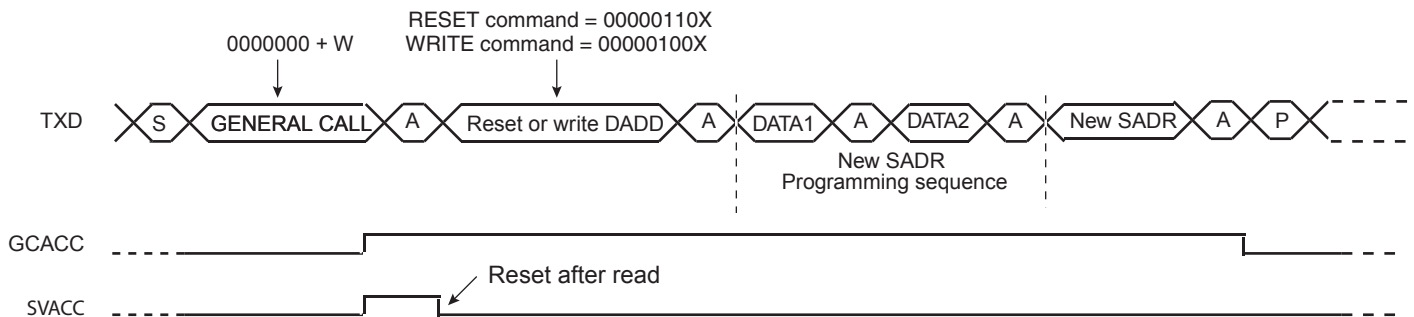 RESET command = 00000110X
0000000 + W
WRITE command = 00000100X
TXD
S
GENERAL CALL
A
Reset or write DADD
A
DATA1
A
DATA2
A
New SADR
A
P
New SADR
Programming sequence
GCACC
Reset after read
SVACC